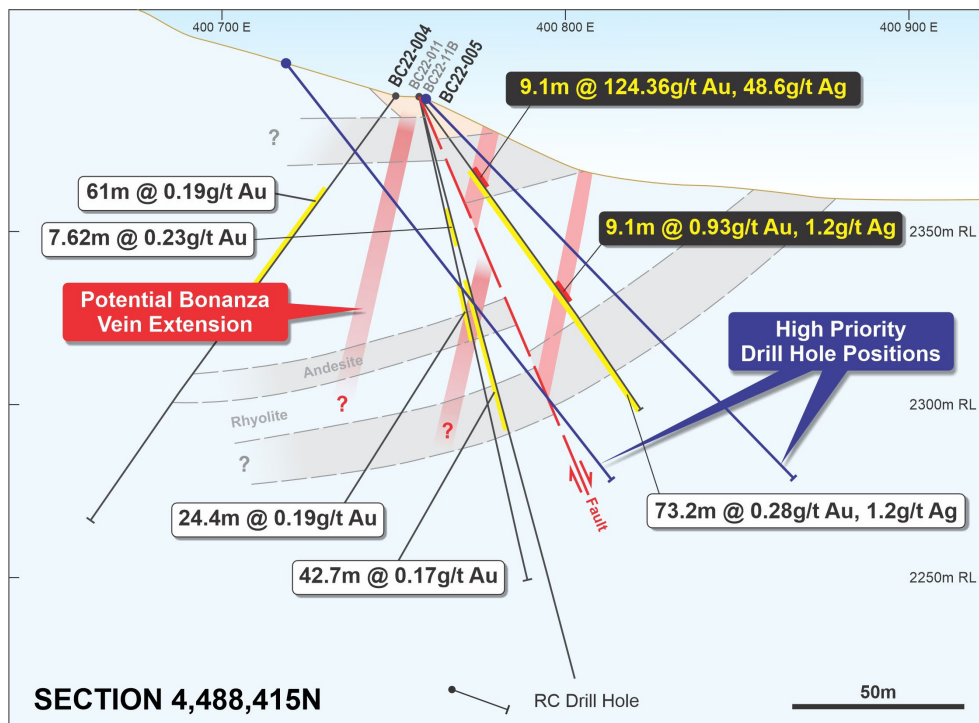 400 700 E
400 800 E
400 900 E
BC22-004
BC22-011
BC22-11B
BC22-005
9.1m @ 124.36g/t Au, 48.6g/t Ag
?
61m @ 0.19g/t Au
7.62m @ 0.23g/t Au
9.1m @ 0.93g/t Au, 1.2g/t Ag
2350m RL
Potential Bonanza
Vein Extension
High Priority
Drill Hole Positions
Andesite
Rhyolite
?
?
?
2300m RL
Fault
24.4m @ 0.19g/t Au
73.2m @ 0.28g/t Au, 1.2g/t Ag
42.7m @ 0.17g/t Au
2250m RL
SECTION 4,488,415N
RC Drill Hole
50m